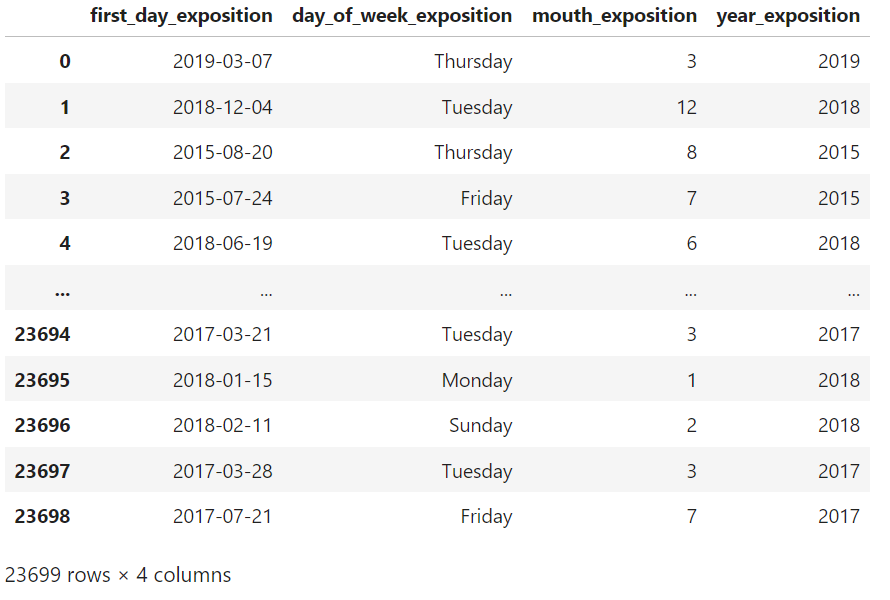 first_day_exposition day_of_week_exposition mouth_exposition year_exposition
0 2019-03-07 Thursday 3 2019
1 2018-12-04 Tuesday 12 2018
2 2015-08-20 Thursday 8 2015
3 2015-07-24 Friday 7 2015
4 2018-06-19 Tuesday 6 2018
... ... ... ... ...
23694 2017-03-21 Tuesday 3 2017
23695 2018-01-15 Monday 1 2018
23696 2018-02-11 Sunday 2 2018
23697 2017-03-28 Tuesday 3 2017
23698 2017-07-21 Friday 7 2017
23699 rows × 4 columns